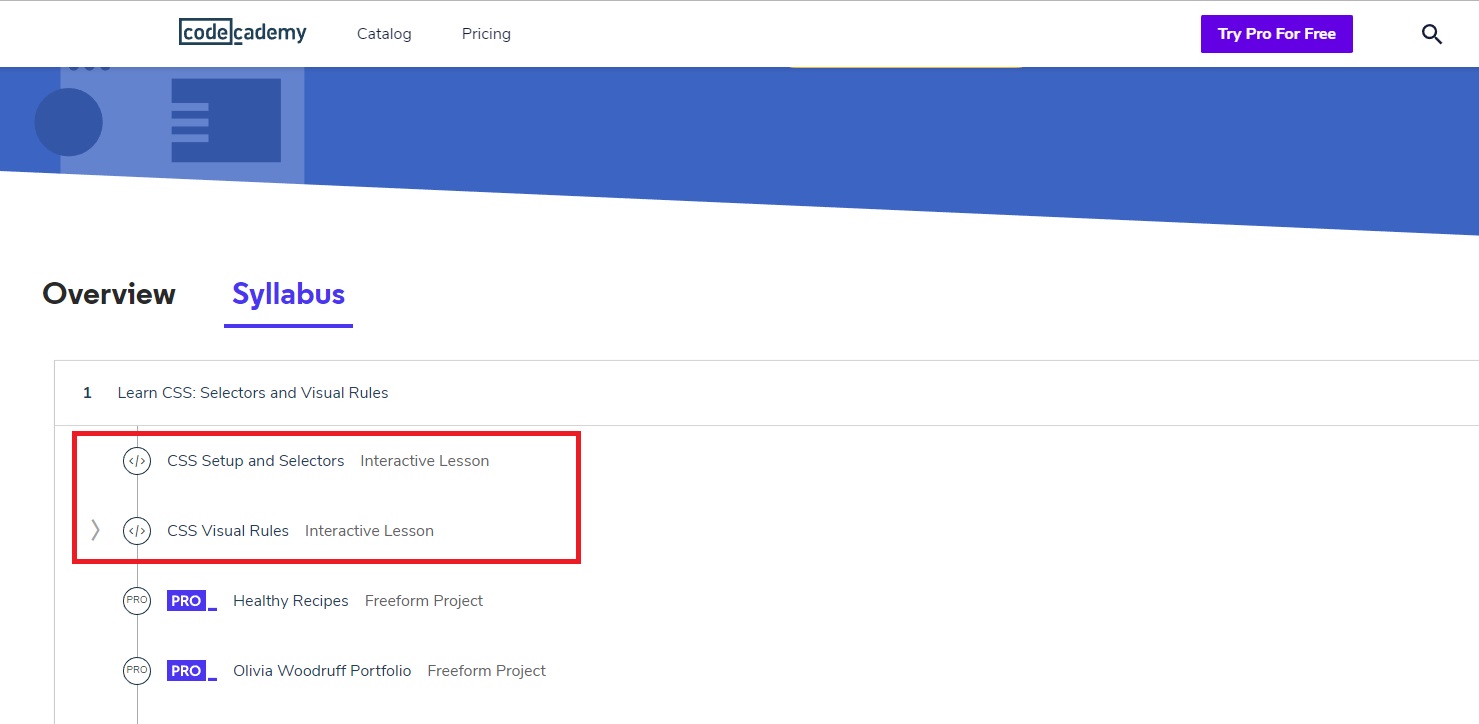 codecademy Catalog Pricing Try Pro For Free
Overview Syllabus
1 Learn CSS: Selectors and Visual Rules
</> CSS Setup and Selectors Interactive Lesson
</> CSS Visual Rules Interactive Lesson
PRO PRO_ Healthy Recipes Freeform Project
PRO PRO_ Olivia Woodruff Portfolio Freeform Project